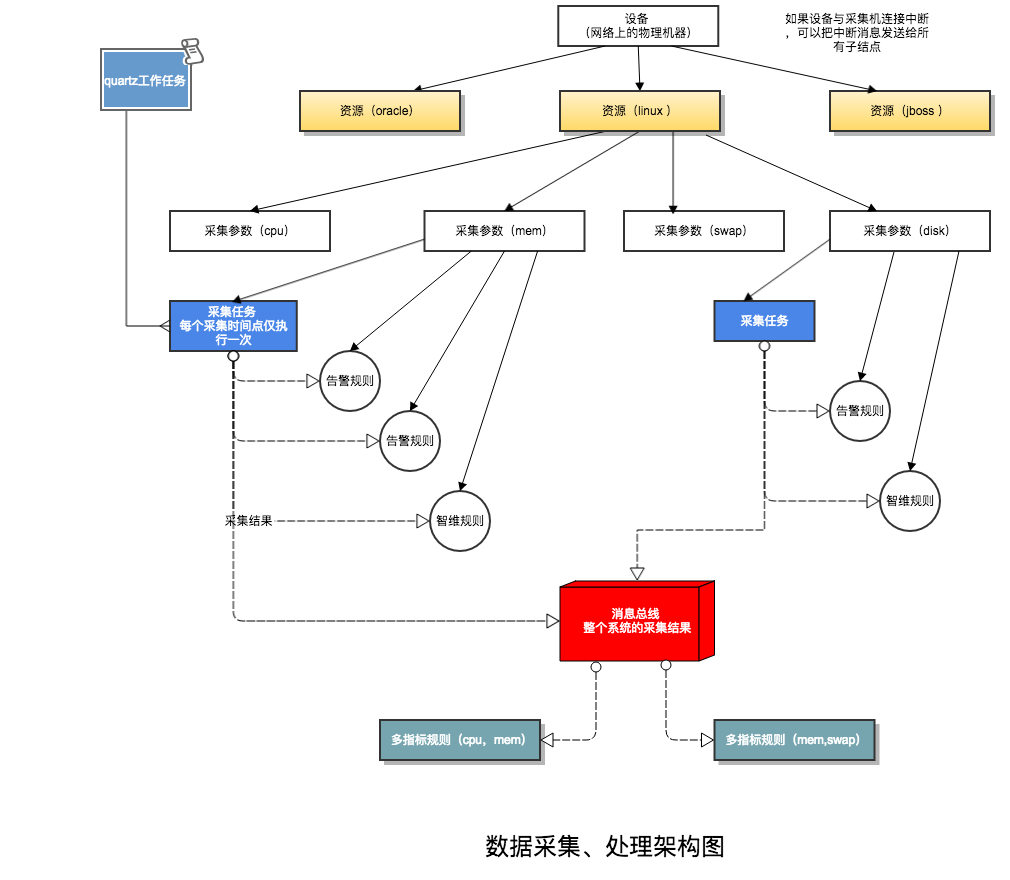 设备
（网络上的物理机器）
如果设备与采集机连接中断
，可以把中断消息发送给所
有子结点
quartz工作任务
资源（oracle）
资源（linux ）
资源（jboss ）
采集参数（cpu）
采集参数（mem）
采集参数（swap）
采集参数（disk）
采集任务
每个采集时间点仅执
行一次
采集任务
告警规则
告警规则
告警规则
智维规则
采集结果
智维规则
消息总线
整个系统的采集结果
多指标规则（cpu，mem）
多指标规则（mem,swap）
数据采集、处理架构图